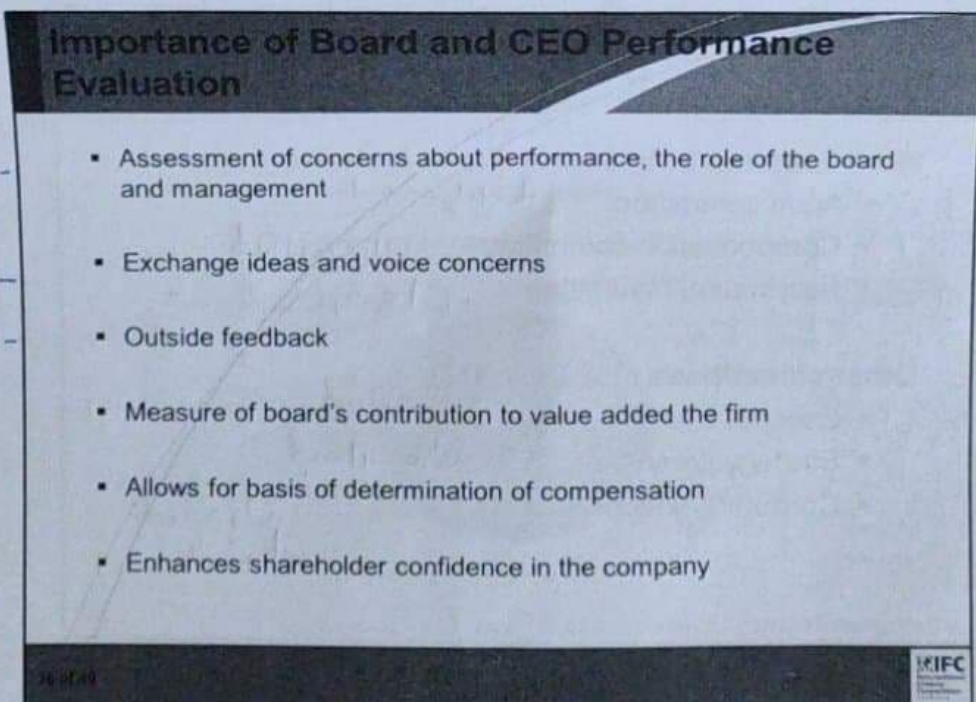 Importance of Board and CEO Performance
Evaluation
▪ Assessment of concerns about performance, the role of the board
and management
▪ Exchange ideas and voice concerns
▪ Outside feedback
▪ Measure of board's contribution to value added the firm
▪ Allows for basis of determination of compensation
▪ Enhances shareholder confidence in the company
IFC